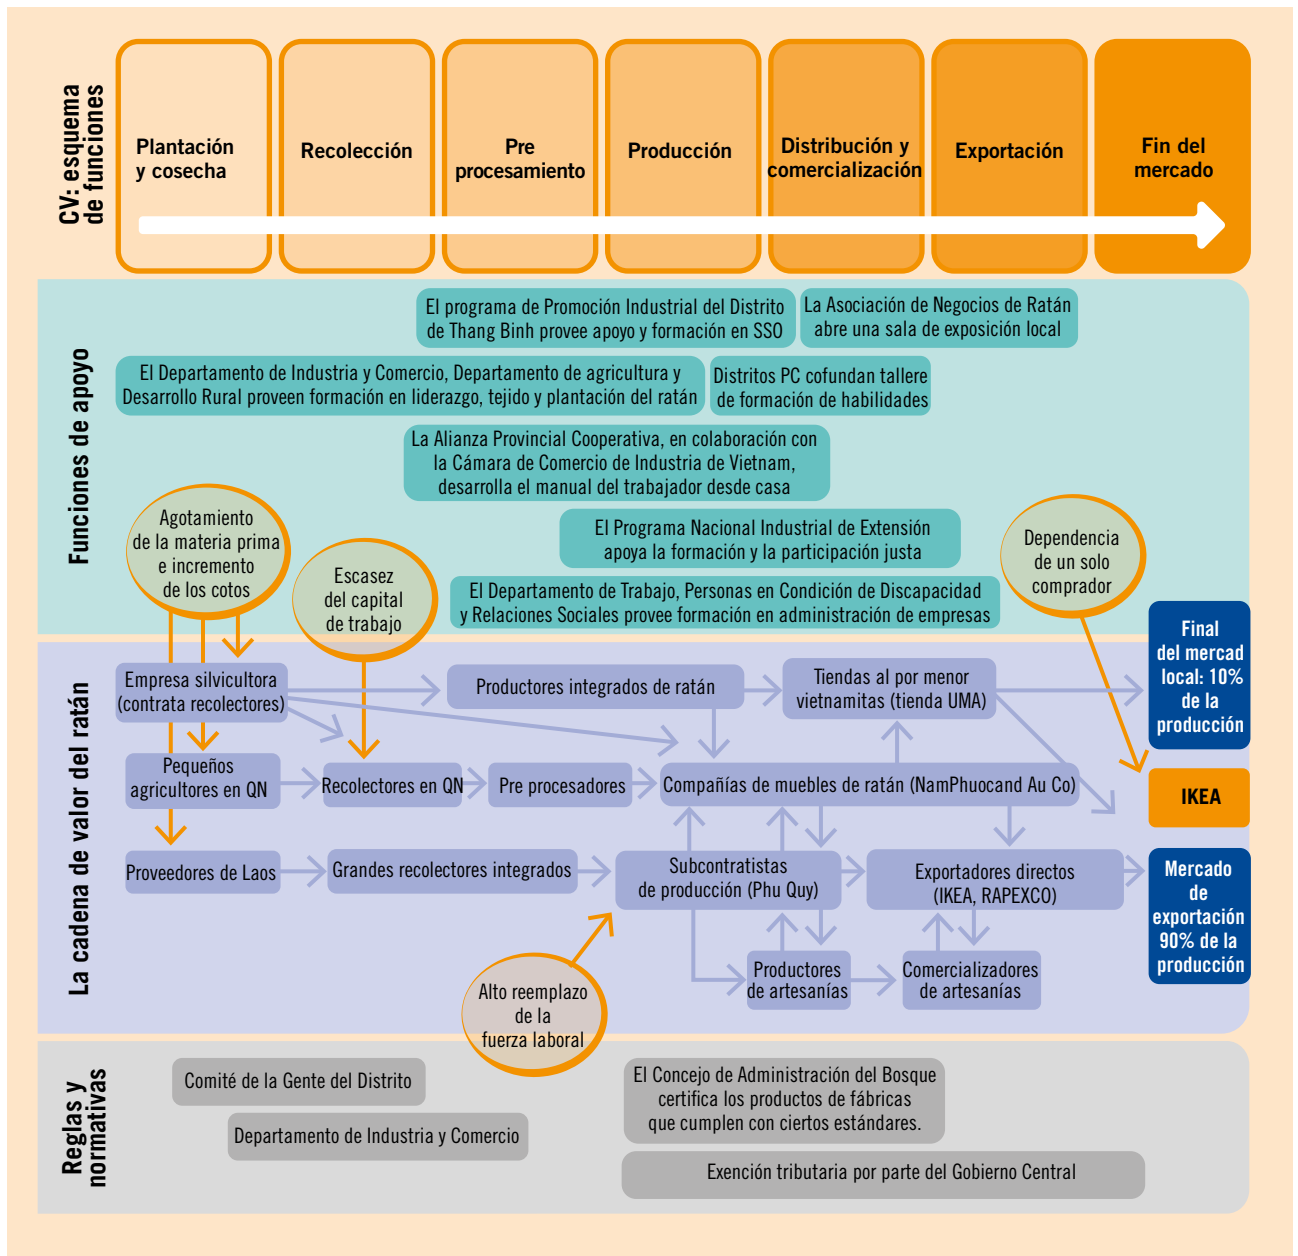 CV: esquema
de funciones
Plantación
y cosecha
Recolección
Pre
procesamiento
Producción
Distribución y
comercialización
Exportación
Fin del
mercado
Funciones de apoyo
El programa de Promoción Industrial del Distrito
de Thang Binh provee apoyo y formación en SSO
La Asociación de Negocios de Ratán
abre una sala de exposición local
El Departamento de Industria y Comercio, Departamento de agricultura y
Desarrollo Rural proveen formación en liderazgo, tejido y plantación del ratán
Distritos PC cofundan tallere
de formación de habilidades
La Alianza Provincial Cooperativa, en colaboración con
la Cámara de Comercio de Industria de Vietnam,
desarrolla el manual del trabajador desde casa
Agotamiento
de la materia prima
e incremento
de los cotos
Escasez
del capital
de trabajo
El Programa Nacional Industrial de Extensión
apoya la formación y la participación justa
Dependencia
de un solo
comprador
El Departamento de Trabajo, Personas en Condición de Discapacidad
y Relaciones Sociales provee formación en administración de empresas
La cadena de valor del ratán
Empresa silvicultora
(contrata recolectores)
Productores integrados de ratán
Tiendas al por menor
vietnamitas (tienda UMA)
Final
del mercad
local: 10%
de la
producción
Pequeños
agricultores en QN
Recolectores en QN
Pre procesadores
Compañías de muebles de ratán (NamPhuocand Au Co)
IKEA
Proveedores de Laos
Grandes recolectores integrados
Subcontratistas
de producción (Phu Quy)
Exportadores directos
(IKEA, RAPEXCO)
Mercado
de
exportación
90% de la
producción
Productores
de artesanías
Comercializadores
de artesanías
Alto reemplazo
de la
fuerza laboral
Reglas y
normativas
Comité de la Gente del Distrito
Departamento de Industria y Comercio
El Concejo de Administración del Bosque
certifica los productos de fábricas
que cumplen con ciertos estándares.
Exención tributaria por parte del Gobierno Central